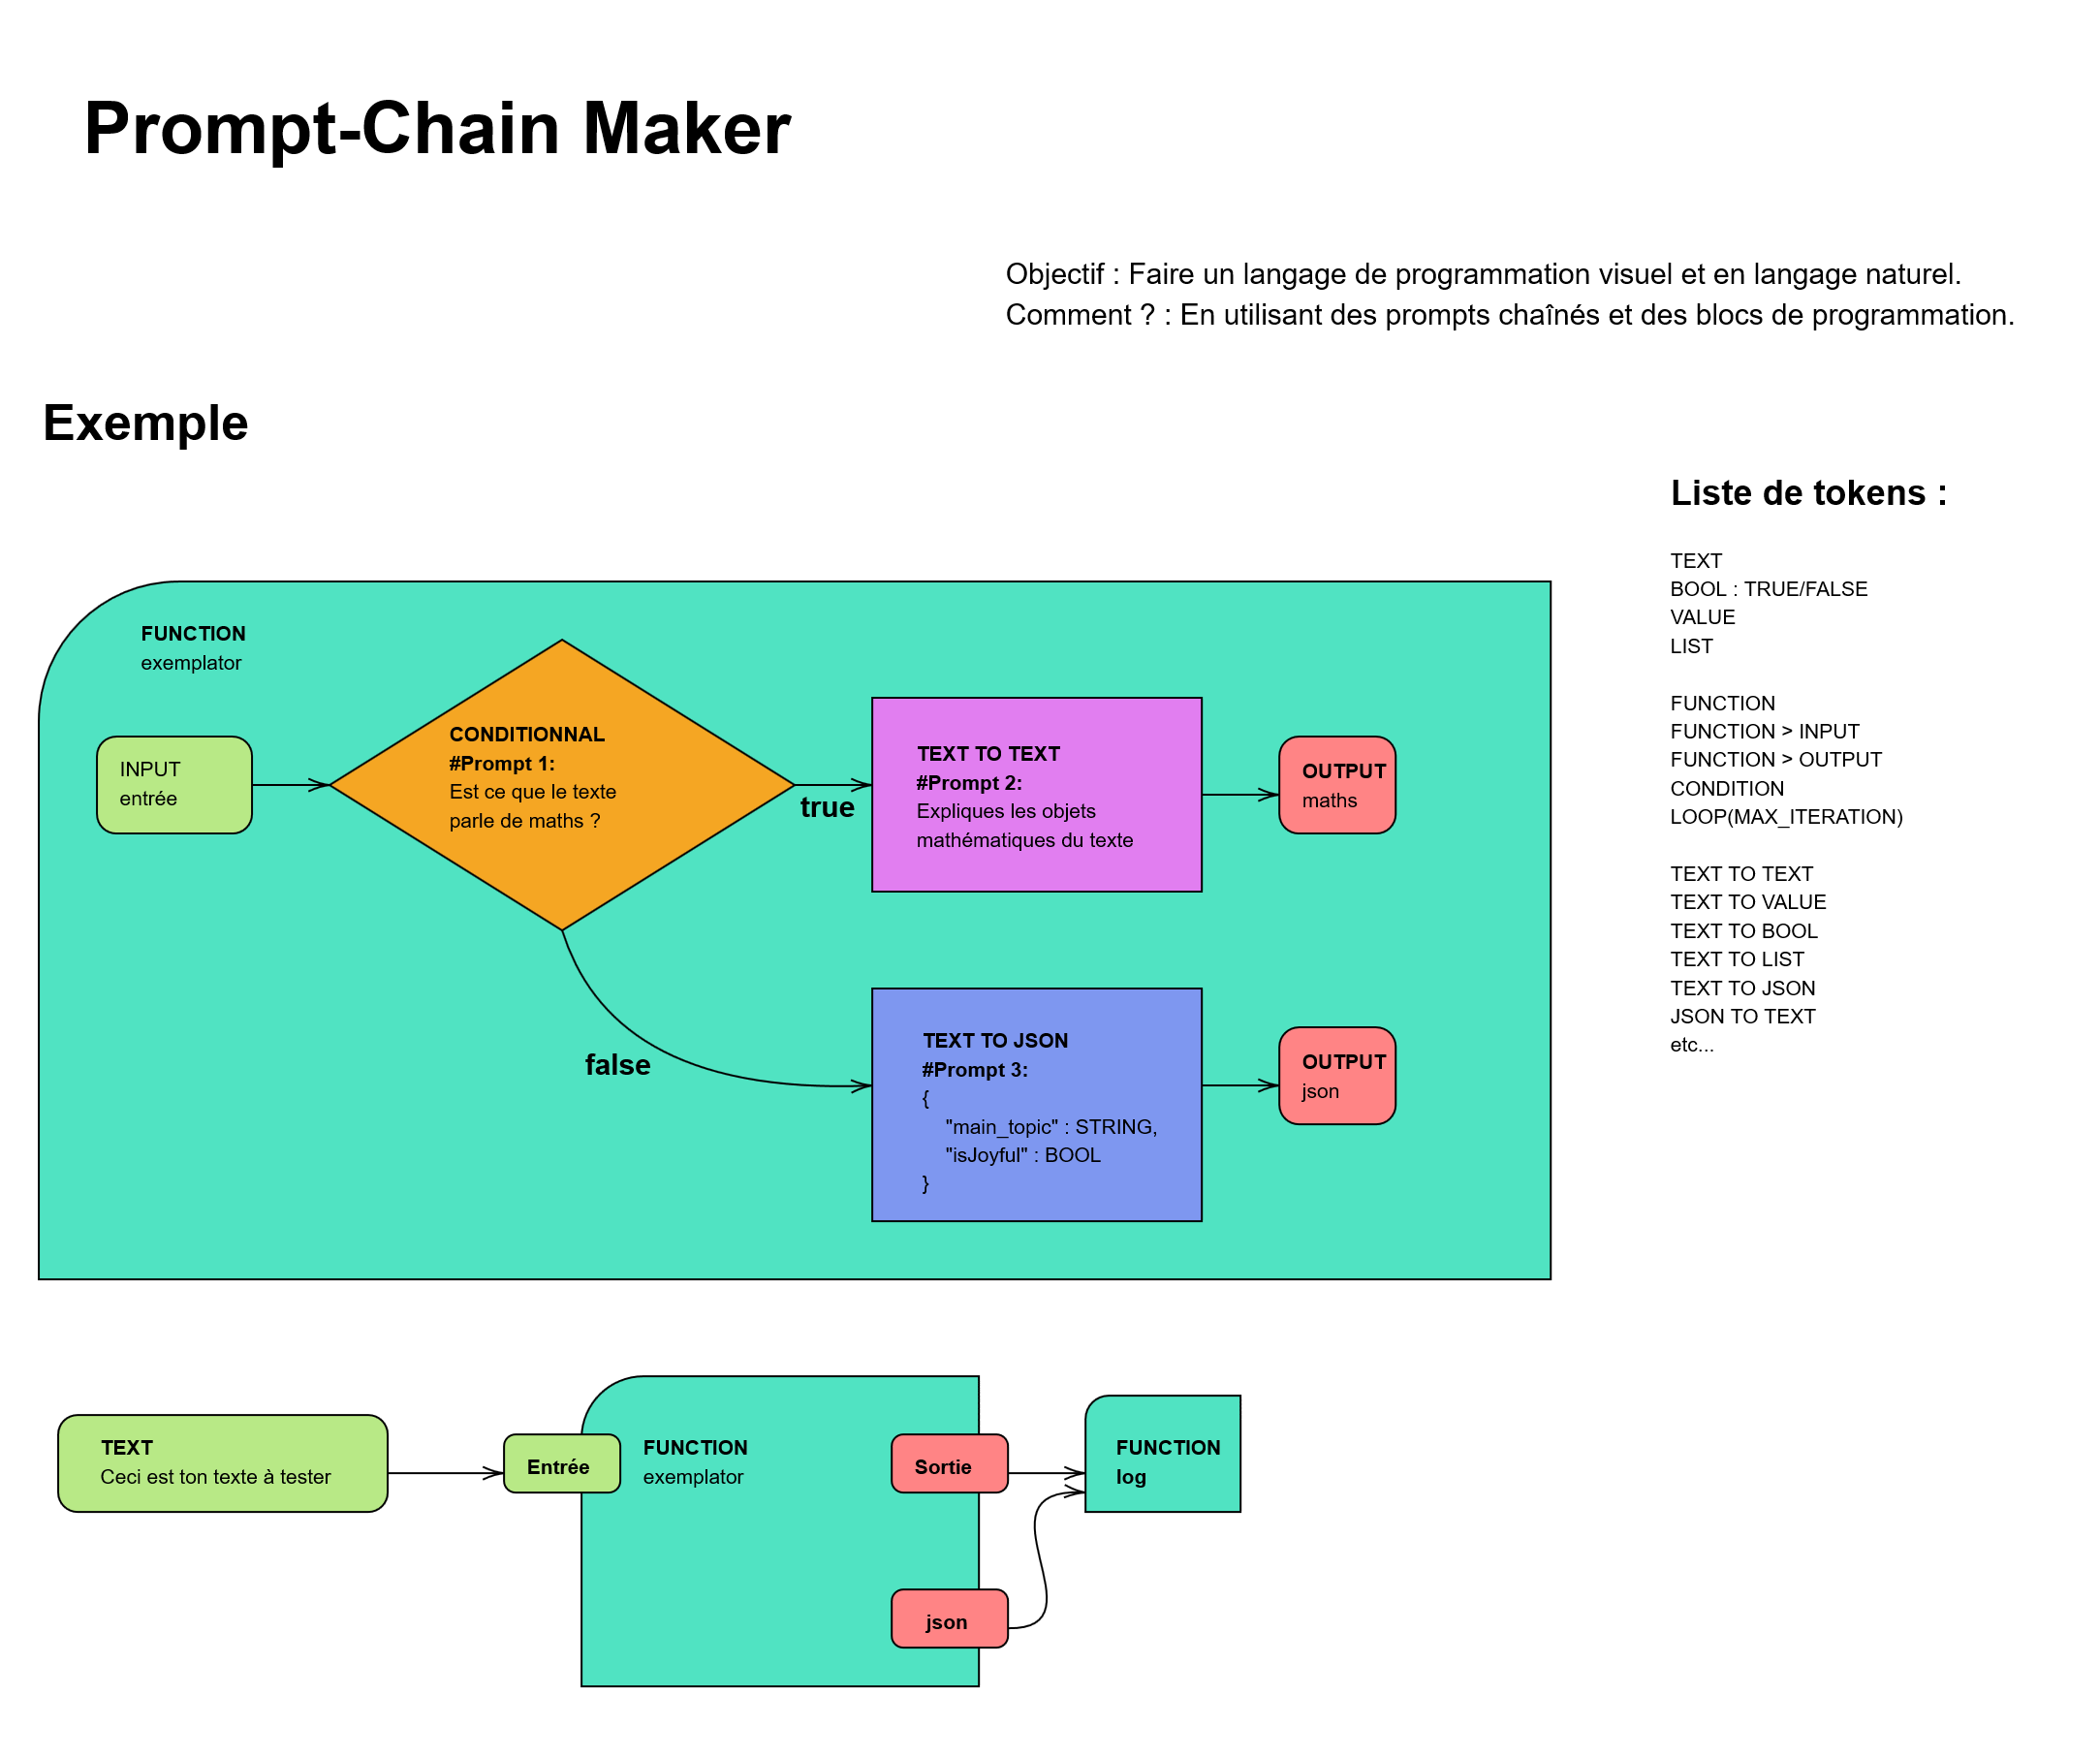 Prompt-Chain Maker
Objectif : Faire un langage de programmation visuel et en langage naturel.
Comment ? : En utilisant des prompts chaînés et des blocs de programmation.
Exemple
Liste de tokens :
TEXT
BOOL : TRUE/FALSE
VALUE
LIST
FUNCTION
FUNCTION > INPUT
FUNCTION > OUTPUT
CONDITION
LOOP(MAX_ITERATION)
TEXT TO TEXT
TEXT TO VALUE
TEXT TO BOOL
TEXT TO LIST
TEXT TO JSON
JSON TO TEXT
etc...
FUNCTION
exemplator
INPUT
entrée
CONDITIONNAL
#Prompt 1:
Est ce que le texte
parle de maths ?
true
TEXT TO TEXT
#Prompt 2:
Expliques les objets
mathématiques du texte
OUTPUT
maths
false
TEXT TO JSON
#Prompt 3:
{
"main_topic" : STRING,
"isJoyful" : BOOL
}
OUTPUT
json
TEXT
Ceci est ton texte à tester
Entrée
FUNCTION
exemplator
Sortie
json
FUNCTION
log